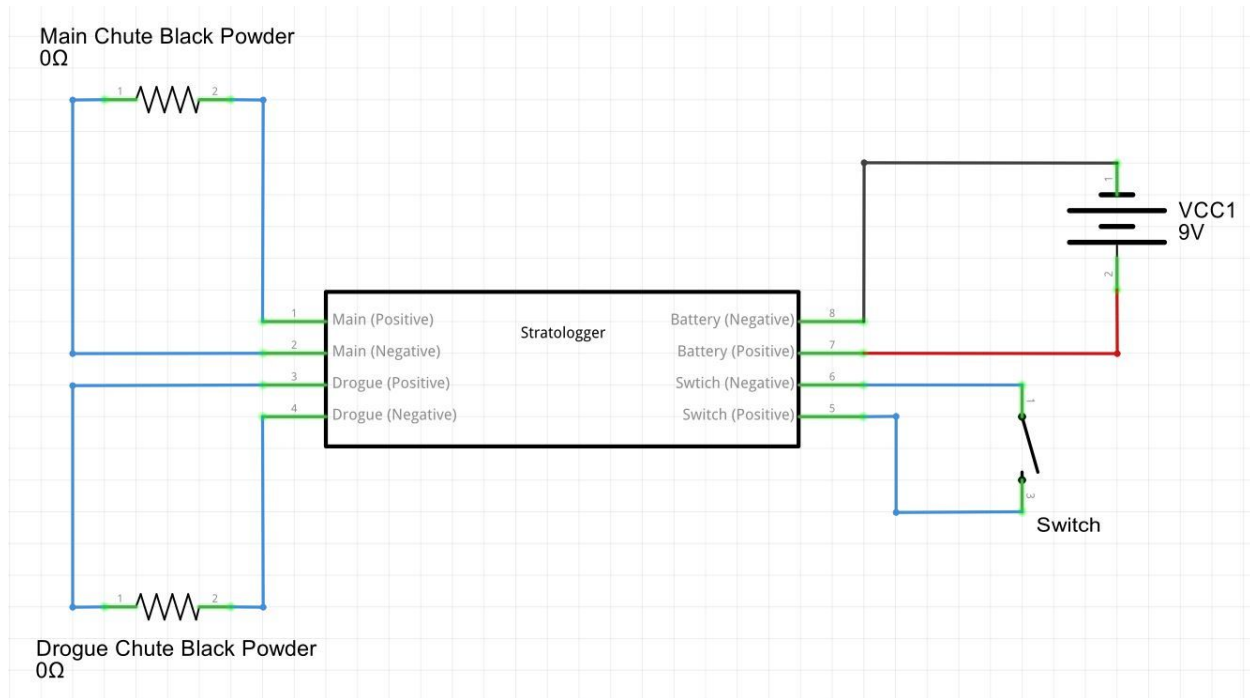 Main Chute Black Powder
0Ω
1 2
1
VCC1
9V
2
1 Main (Positive) Stratologger Battery (Negative) 8
2 Main (Negative) Battery (Positive) 7
3 Drogue (Positive) Swtich (Negative) 6
4 Drogue (Negative) Switch (Positive) 5
1
3
Switch
1 2
Drogue Chute Black Powder
0Ω